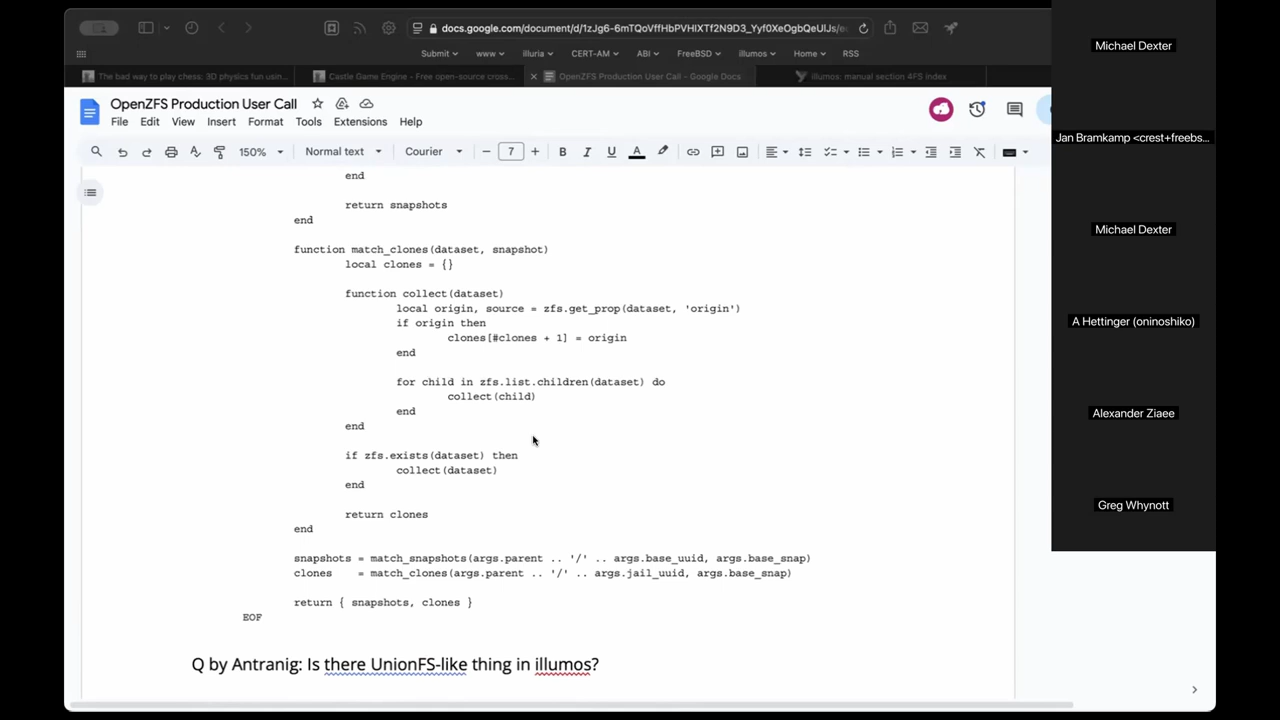 docs.google.com/document/d/1zJg6-6mTQoVffHbPVHlXTf2N9D3_Yyf0XeOgbQeUlJs/e
Submit www illuria CERT-AM ABI FreeBSD illumos Home RSS
The bad way to play chess: 3D physics fun usin... Castle Game Engine - Free open-source cross... OpenZFS Production User Call - Google Docs illumos: manual section 4FS index
OpenZFS Production User Call
File Edit View Insert Format Tools Extensions Help
150% Normal text Courier 7 B I U A
end
return snapshots
end
function match_clones(dataset, snapshot)
local clones = {}
function collect(dataset)
local origin, source = zfs.get_prop(dataset, 'origin')
if origin then
clones[#clones + 1] = origin
end
for child in zfs.list.children(dataset) do
collect(child)
end
end
if zfs.exists(dataset) then
collect(dataset)
end
return clones
end
snapshots = match_snapshots(args.parent .. '/' .. args.base_uuid, args.base_snap)
clones = match_clones(args.parent .. '/' .. args.jail_uuid, args.base_snap)
return { snapshots, clones }
EOF
Q by Antranig: Is there UnionFS-like thing in illumos?
Michael Dexter
Jan Bramkamp <crest+freebs...
Michael Dexter
A Hettinger (oninoshiko)
Alexander Ziaee
Greg Whynott